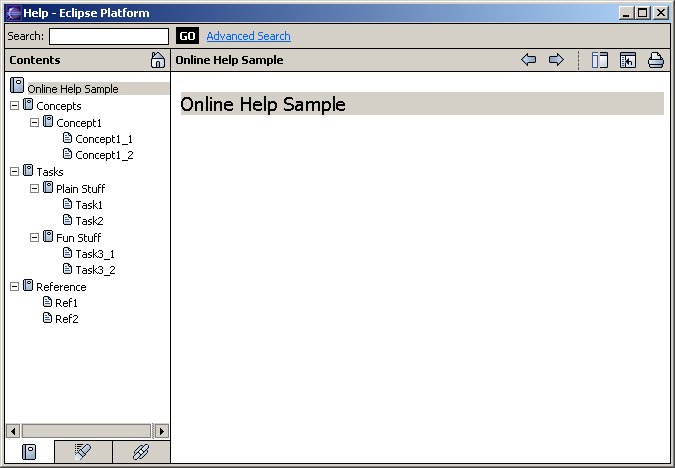 Help - Eclipse Platform
Search: GO Advanced Search
Contents
Online Help Sample
Concepts
Concept1
Concept1_1
Concept1_2
Tasks
Plain Stuff
Task1
Task2
Fun Stuff
Task3_1
Task3_2
Reference
Ref1
Ref2
Online Help Sample
Online Help Sample